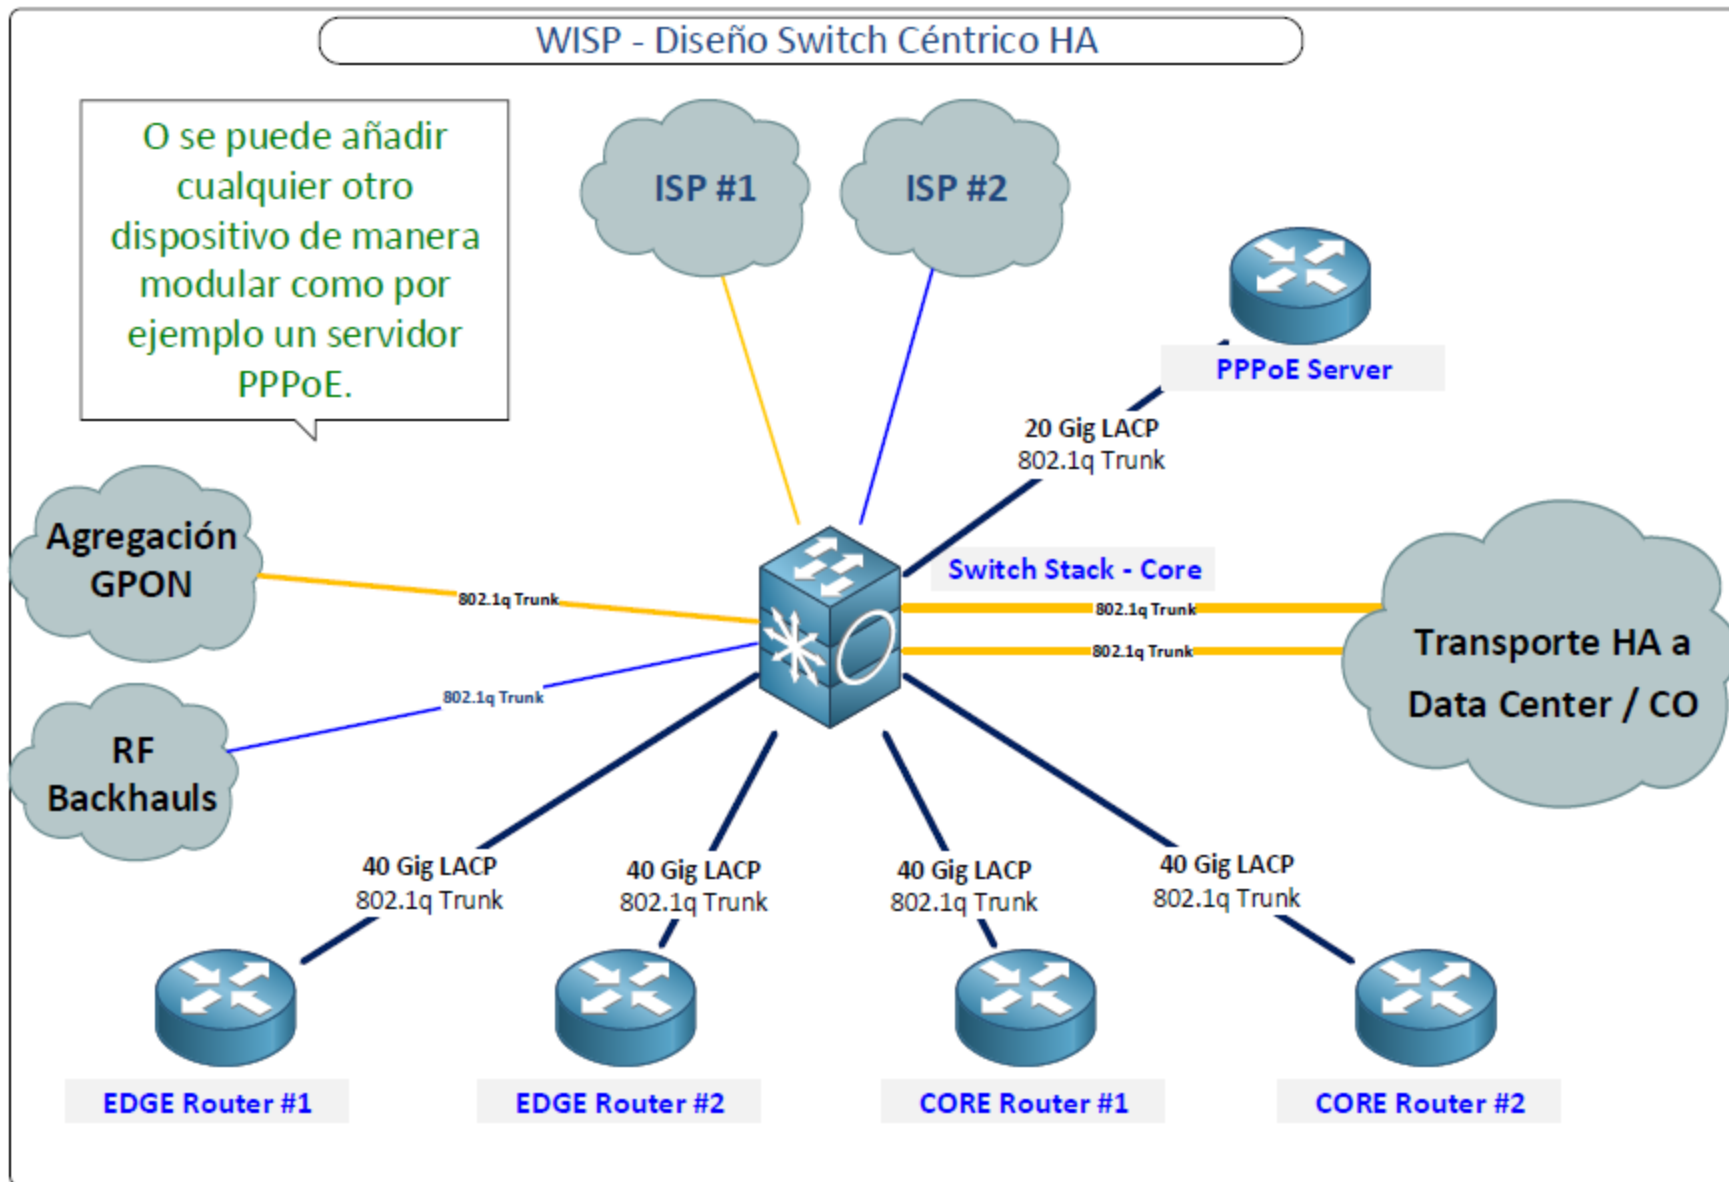 WISP - Diseño Switch Céntrico HA
O se puede añadir
cualquier otro
dispositivo de manera
modular como por
ejemplo un servidor
PPPoE.
ISP #1
ISP #2
PPPoE Server
20 Gig LACP
802.1q Trunk
Agregación
GPON
802.1q Trunk
Switch Stack - Core
802.1q Trunk
802.1q Trunk
Transporte HA a
Data Center / CO
RF
Backhauls
802.1q Trunk
40 Gig LACP
802.1q Trunk
40 Gig LACP
802.1q Trunk
40 Gig LACP
802.1q Trunk
40 Gig LACP
802.1q Trunk
EDGE Router #1
EDGE Router #2
CORE Router #1
CORE Router #2